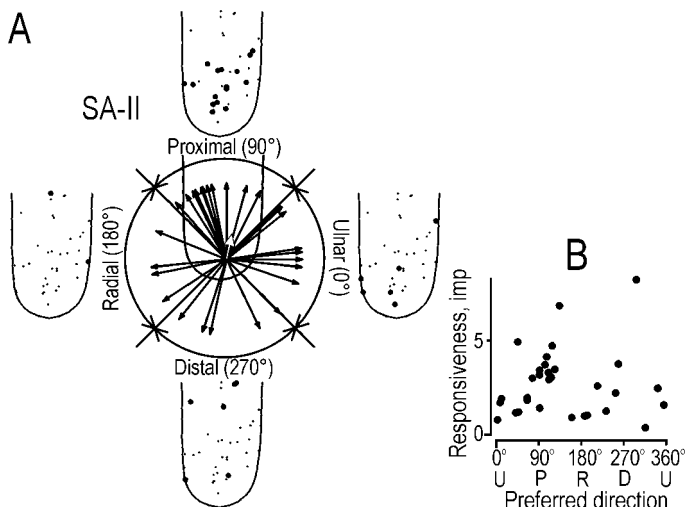 A
SA-II
Proximal (90°)
Radial (180°)
Ulnar (0°)
Distal (270°)
B
Responsiveness, imp
5
0
0° 90° 180° 270° 360°
U P R D U
Preferred direction